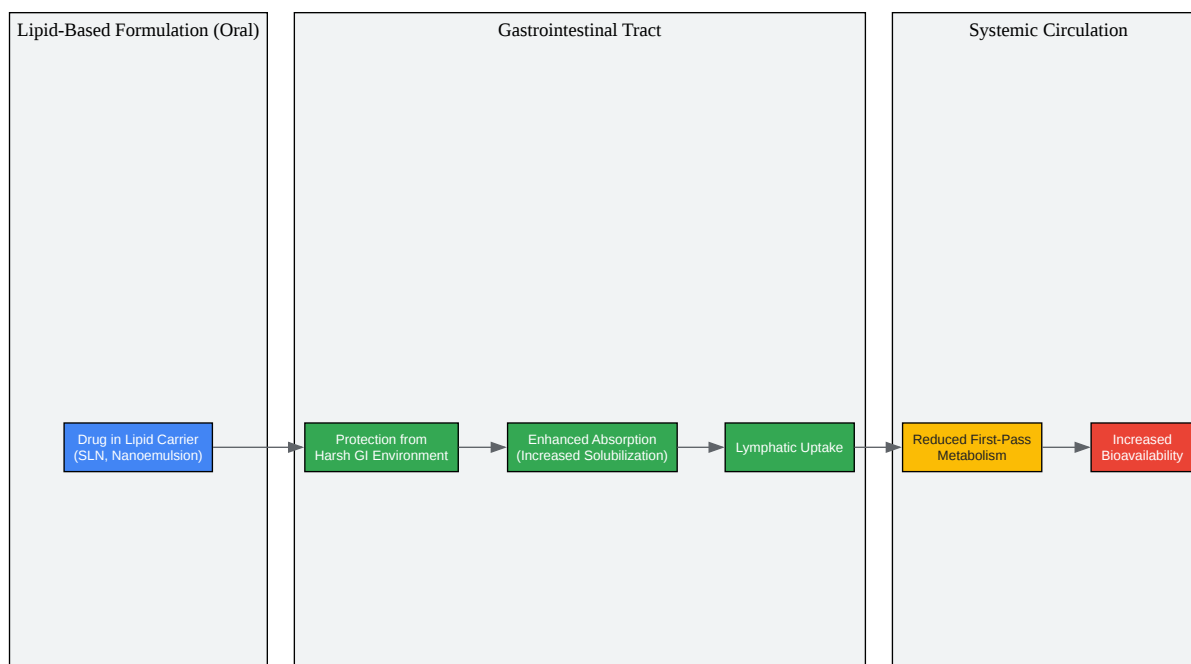 Lipid-Based Formulation (Oral)
Gastrointestinal Tract
Systemic Circulation
Drug in Lipid Carrier
(SLN, Nanoemulsion)
Protection from
Harsh GI Environment
Enhanced Absorption
(Increased Solubilization)
Lymphatic Uptake
Reduced First-Pass
Metabolism
Increased
Bioavailability